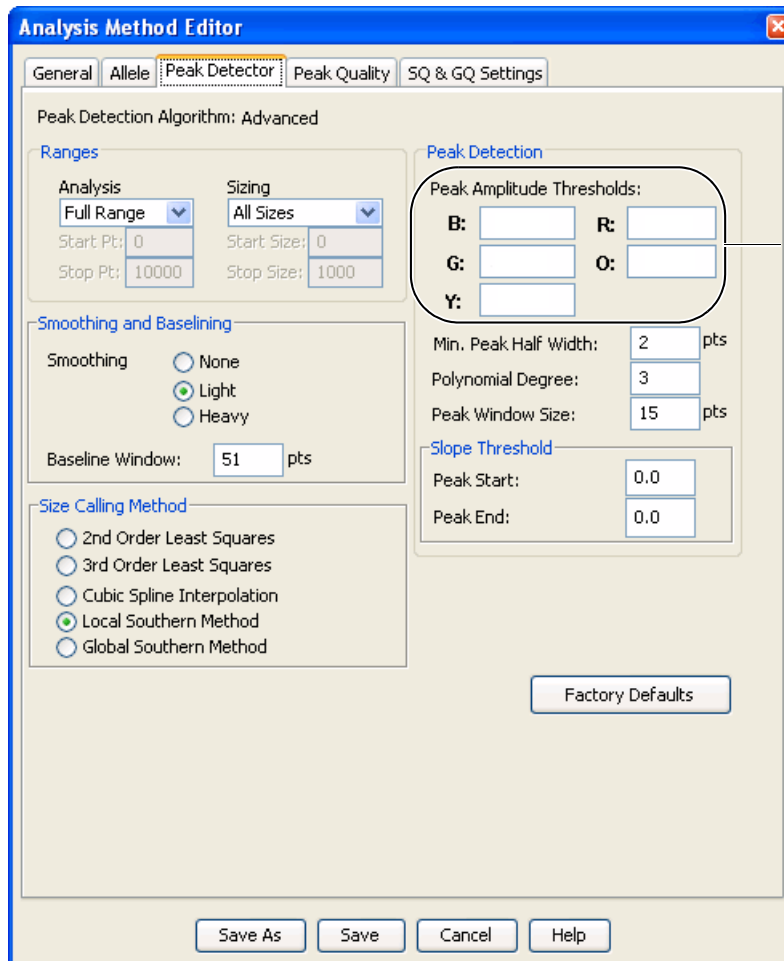 Analysis Method Editor
General Allele Peak Detector Peak Quality SQ & GQ Settings
Peak Detection Algorithm: Advanced
Ranges
Analysis Sizing
Full Range All Sizes
Start Pt: 0 Start Size: 0
Stop Pt: 10000 Stop Size: 1000
Smoothing and Baselining
Smoothing None
Light
Heavy
Baseline Window: 51 pts
Size Calling Method
2nd Order Least Squares
3rd Order Least Squares
Cubic Spline Interpolation
Local Southern Method
Global Southern Method
Peak Detection
Peak Amplitude Thresholds:
B: R:
G: O:
Y:
Min. Peak Half Width: 2 pts
Polynomial Degree: 3
Peak Window Size: 15 pts
Slope Threshold
Peak Start: 0.0
Peak End: 0.0
Factory Defaults
Save As Save Cancel Help